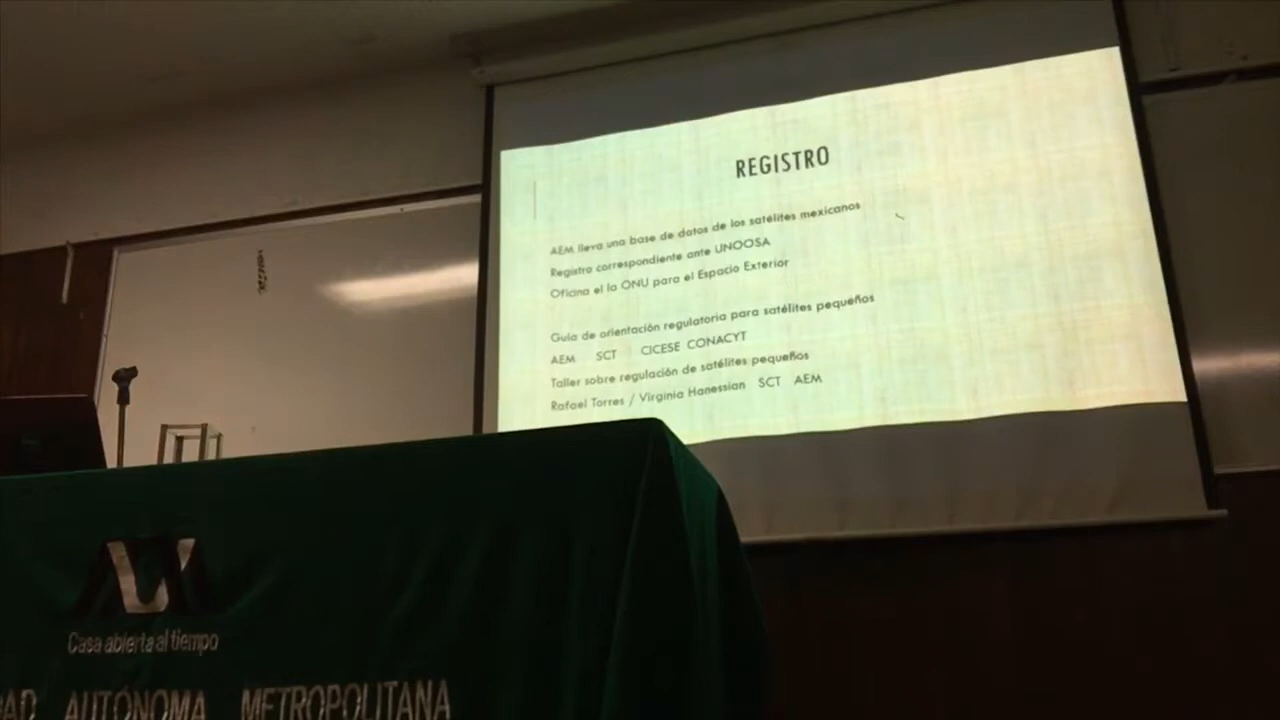 REGISTRO
AEM lleva una base de datos de los satélites mexicanos
Registro correspondiente ante UNOOSA
Oficina el la ONU para el Espacio Exterior
Guía de orientación regulatoria para satélites pequeños
AEM SCT CICESE CONACYT
Taller sobre regulación de satélites pequeños
Rafael Torres / Virginia Hanessian SCT AEM
Casa abierta al tiempo
DAD AUTÓNOMA METROPOLITANA